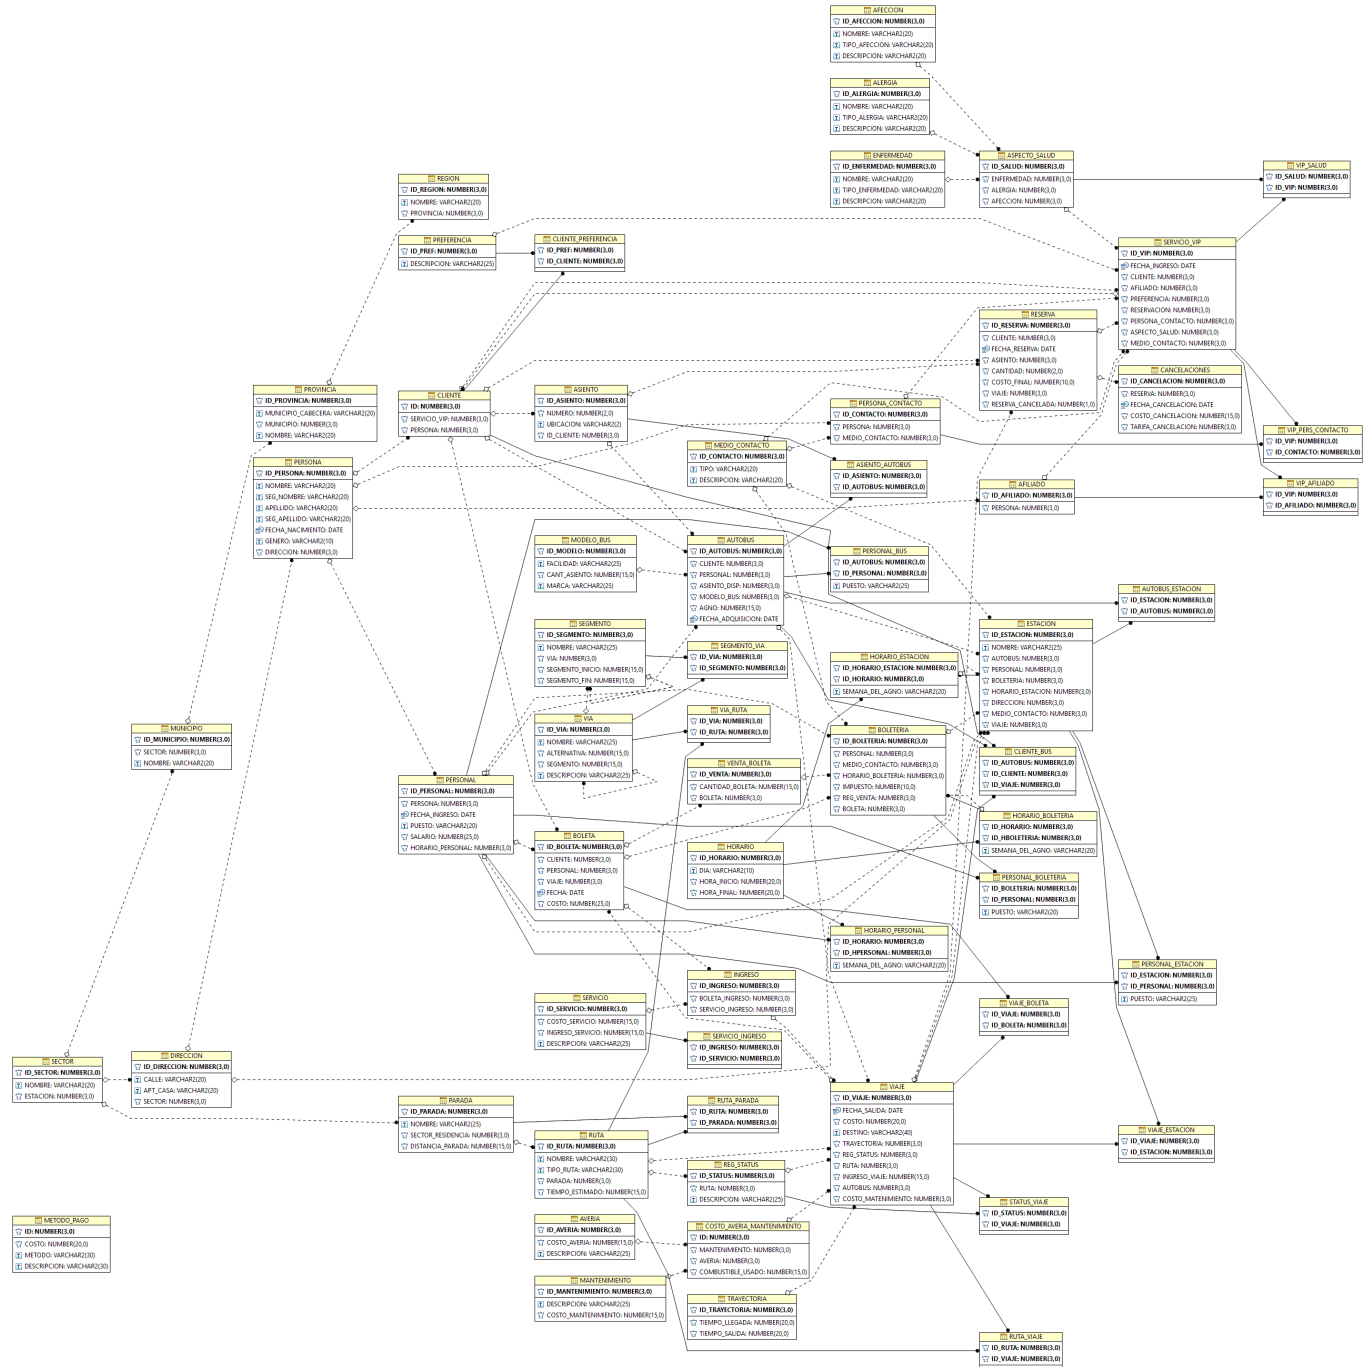 AFECCION
ID_AFECCION: NUMBER(3,0)
NOMBRE: VARCHAR2(20)
TIPO_AFECCION: VARCHAR2(20)
DESCRIPCION: VARCHAR2(20)
ALERGIA
ID_ALERGIA: NUMBER(3,0)
NOMBRE: VARCHAR2(20)
TIPO_ALERGIA: VARCHAR2(20)
DESCRIPCION: VARCHAR2(20)
ENFERMEDAD
ID_ENFERMEDAD: NUMBER(3,0)
NOMBRE: VARCHAR2(20)
TIPO_ENFERMEDAD: VARCHAR2(20)
DESCRIPCION: VARCHAR2(20)
ASPECTO_SALUD
ID_SALUD: NUMBER(3,0)
ENFERMEDAD: NUMBER(3,0)
ALERGIA: NUMBER(3,0)
AFECCION: NUMBER(3,0)
VIP_SALUD
ID_SALUD: NUMBER(3,0)
ID_VIP: NUMBER(3,0)
REGION
ID_REGION: NUMBER(3,0)
NOMBRE: VARCHAR2(20)
PROVINCIA: NUMBER(3,0)
PREFERENCIA
ID_PREF: NUMBER(3,0)
DESCRIPCION: VARCHAR2(25)
CLIENTE_PREFERENCIA
ID_PREF: NUMBER(3,0)
ID_CLIENTE: NUMBER(3,0)
SERVICIO_VIP
ID_VIP: NUMBER(3,0)
FECHA_INGRESO: DATE
CLIENTE: NUMBER(3,0)
AFILIADO: NUMBER(3,0)
PREFERENCIA: NUMBER(3,0)
RESERVACION: NUMBER(3,0)
PERSONA_CONTACTO: NUMBER(3,0)
ASPECTO_SALUD: NUMBER(3,0)
MEDIO_CONTACTO: NUMBER(3,0)
RESERVA
ID_RESERVA: NUMBER(3,0)
CLIENTE: NUMBER(3,0)
FECHA_RESERVA: DATE
ASIENTO: NUMBER(3,0)
CANTIDAD: NUMBER(2,0)
COSTO_FINAL: NUMBER(10,0)
VIAJE: NUMBER(3,0)
RESERVA_CANCELADA: NUMBER(1,0)
CANCELACIONES
ID_CANCELACION: NUMBER(3,0)
RESERVA: NUMBER(3,0)
FECHA_CANCELACION: DATE
COSTO_CANCELACION: NUMBER(15,0)
TARIFA_CANCELACION: NUMBER(3,0)
PROVINCIA
ID_PROVINCIA: NUMBER(3,0)
MUNICIPIO_CABECERA: VARCHAR2(20)
MUNICIPIO: NUMBER(3,0)
NOMBRE: VARCHAR2(20)
CLIENTE
ID: NUMBER(3,0)
SERVICIO_VIP: NUMBER(3,0)
PERSONA: NUMBER(3,0)
ASIENTO
ID_ASIENTO: NUMBER(3,0)
NUMERO: NUMBER(2,0)
UBICACION: VARCHAR2(2)
ID_CLIENTE: NUMBER(3,0)
PERSONA_CONTACTO
ID_CONTACTO: NUMBER(3,0)
PERSONA: NUMBER(3,0)
MEDIO_CONTACTO: NUMBER(3,0)
VIP_PERS_CONTACTO
ID_VIP: NUMBER(3,0)
ID_CONTACTO: NUMBER(3,0)
MEDIO_CONTACTO
ID_CONTACTO: NUMBER(3,0)
TIPO: VARCHAR2(20)
DESCRIPCION: VARCHAR2(20)
PERSONA
ID_PERSONA: NUMBER(3,0)
NOMBRE: VARCHAR2(20)
SEG_NOMBRE: VARCHAR2(20)
APELLIDO: VARCHAR2(20)
SEG_APELLIDO: VARCHAR2(20)
FECHA_NACIMIENTO: DATE
GENERO: VARCHAR2(10)
DIRECCION: NUMBER(3,0)
ASIENTO_AUTOBUS
ID_ASIENTO: NUMBER(3,0)
ID_AUTOBUS: NUMBER(3,0)
AFILIADO
ID_AFILIADO: NUMBER(3,0)
PERSONA: NUMBER(3,0)
VIP_AFILIADO
ID_VIP: NUMBER(3,0)
ID_AFILIADO: NUMBER(3,0)
MODELO_BUS
ID_MODELO: NUMBER(3,0)
FACILIDAD: VARCHAR2(25)
CANT_ASIENTO: NUMBER(15,0)
MARCA: VARCHAR2(25)
AUTOBUS
ID_AUTOBUS: NUMBER(3,0)
CLIENTE: NUMBER(3,0)
PERSONAL: NUMBER(3,0)
ASIENTO_DISP: NUMBER(3,0)
MODELO_BUS: NUMBER(3,0)
AGNO: NUMBER(15,0)
FECHA_ADQUISICION: DATE
PERSONAL_BUS
ID_AUTOBUS: NUMBER(3,0)
ID_PERSONAL: NUMBER(3,0)
PUESTO: VARCHAR2(25)
AUTOBUS_ESTACION
ID_ESTACION: NUMBER(3,0)
ID_AUTOBUS: NUMBER(3,0)
SEGMENTO
ID_SEGMENTO: NUMBER(3,0)
NOMBRE: VARCHAR2(25)
VIA: NUMBER(3,0)
SEGMENTO_INICIO: NUMBER(15,0)
SEGMENTO_FIN: NUMBER(15,0)
SEGMENTO_VIA
ID_VIA: NUMBER(3,0)
ID_SEGMENTO: NUMBER(3,0)
HORARIO_ESTACION
ID_HORARIO_ESTACION: NUMBER(3,0)
ID_HORARIO: NUMBER(3,0)
SEMANA_DEL_AGNO: VARCHAR2(20)
ESTACION
ID_ESTACION: NUMBER(3,0)
NOMBRE: VARCHAR2(25)
AUTOBUS: NUMBER(3,0)
PERSONAL: NUMBER(3,0)
BOLETERIA: NUMBER(3,0)
HORARIO_ESTACION: NUMBER(3,0)
DIRECCION: NUMBER(3,0)
MEDIO_CONTACTO: NUMBER(3,0)
VIAJE: NUMBER(3,0)
MUNICIPIO
ID_MUNICIPIO: NUMBER(3,0)
SECTOR: NUMBER(3,0)
NOMBRE: VARCHAR2(20)
VIA
ID_VIA: NUMBER(3,0)
NOMBRE: VARCHAR2(25)
ALTERNATIVA: NUMBER(15,0)
SEGMENTO: NUMBER(15,0)
DESCRIPCION: VARCHAR2(25)
VIA_RUTA
ID_VIA: NUMBER(3,0)
ID_RUTA: NUMBER(3,0)
BOLETERIA
ID_BOLETERIA: NUMBER(3,0)
PERSONAL: NUMBER(3,0)
MEDIO_CONTACTO: NUMBER(3,0)
HORARIO_BOLETERIA: NUMBER(3,0)
IMPUESTO: NUMBER(10,0)
REG_VENTA: NUMBER(3,0)
BOLETA: NUMBER(3,0)
CLIENTE_BUS
ID_AUTOBUS: NUMBER(3,0)
ID_CLIENTE: NUMBER(3,0)
ID_VIAJE: NUMBER(3,0)
VENTA_BOLETA
ID_VENTA: NUMBER(3,0)
CANTIDAD_BOLETA: NUMBER(15,0)
BOLETA: NUMBER(3,0)
PERSONAL
ID_PERSONAL: NUMBER(3,0)
PERSONA: NUMBER(3,0)
FECHA_INGRESO: DATE
PUESTO: VARCHAR2(20)
SALARIO: NUMBER(25,0)
HORARIO_PERSONAL: NUMBER(3,0)
BOLETA
ID_BOLETA: NUMBER(3,0)
CLIENTE: NUMBER(3,0)
PERSONAL: NUMBER(3,0)
VIAJE: NUMBER(3,0)
FECHA: DATE
COSTO: NUMBER(25,0)
HORARIO
ID_HORARIO: NUMBER(3,0)
DIA: VARCHAR2(10)
HORA_INICIO: NUMBER(20,0)
HORA_FINAL: NUMBER(20,0)
HORARIO_BOLETERIA
ID_HORARIO: NUMBER(3,0)
ID_HBOLETERIA: NUMBER(3,0)
SEMANA_DEL_AGNO: VARCHAR2(20)
PERSONAL_BOLETERIA
ID_BOLETERIA: NUMBER(3,0)
ID_PERSONAL: NUMBER(3,0)
PUESTO: VARCHAR2(20)
HORARIO_PERSONAL
ID_HORARIO: NUMBER(3,0)
ID_HPERSONAL: NUMBER(3,0)
SEMANA_DEL_AGNO: VARCHAR2(20)
PERSONAL_ESTACION
ID_ESTACION: NUMBER(3,0)
ID_PERSONAL: NUMBER(3,0)
PUESTO: VARCHAR2(25)
INGRESO
ID_INGRESO: NUMBER(3,0)
BOLETA_INGRESO: NUMBER(3,0)
SERVICIO_INGRESO: NUMBER(3,0)
SERVICIO
ID_SERVICIO: NUMBER(3,0)
COSTO_SERVICIO: NUMBER(15,0)
INGRESO_SERVICIO: NUMBER(15,0)
DESCRIPCION: VARCHAR2(25)
VIAJE_BOLETA
ID_VIAJE: NUMBER(3,0)
ID_BOLETA: NUMBER(3,0)
SERVICIO_INGRESO
ID_INGRESO: NUMBER(3,0)
ID_SERVICIO: NUMBER(3,0)
SECTOR
ID_SECTOR: NUMBER(3,0)
NOMBRE: VARCHAR2(20)
ESTACION: NUMBER(3,0)
DIRECCION
ID_DIRECCION: NUMBER(3,0)
CALLE: VARCHAR2(20)
APT_CASA: VARCHAR2(20)
SECTOR: NUMBER(3,0)
VIAJE
ID_VIAJE: NUMBER(3,0)
FECHA_SALIDA: DATE
COSTO: NUMBER(20,0)
DESTINO: VARCHAR2(40)
TRAYECTORIA: NUMBER(3,0)
REG_STATUS: NUMBER(3,0)
RUTA: NUMBER(3,0)
INGRESO_VIAJE: NUMBER(15,0)
AUTOBUS: NUMBER(3,0)
COSTO_MATENIMIENTO: NUMBER(3,0)
PARADA
ID_PARADA: NUMBER(3,0)
NOMBRE: VARCHAR2(25)
SECTOR_RESIDENCIA: NUMBER(3,0)
DISTANCIA_PARADA: NUMBER(15,0)
RUTA_PARADA
ID_RUTA: NUMBER(3,0)
ID_PARADA: NUMBER(3,0)
VIAJE_ESTACION
ID_VIAJE: NUMBER(3,0)
ID_ESTACION: NUMBER(3,0)
RUTA
ID_RUTA: NUMBER(3,0)
NOMBRE: VARCHAR2(30)
TIPO_RUTA: VARCHAR2(30)
PARADA: NUMBER(3,0)
TIEMPO_ESTIMADO: NUMBER(15,0)
REG_STATUS
ID_STATUS: NUMBER(3,0)
RUTA: NUMBER(3,0)
DESCRIPCION: VARCHAR2(25)
STATUS_VIAJE
ID_STATUS: NUMBER(3,0)
ID_VIAJE: NUMBER(3,0)
METODO_PAGO
ID: NUMBER(3,0)
COSTO: NUMBER(20,0)
METODO: VARCHAR2(30)
DESCRIPCION: VARCHAR2(30)
AVERIA
ID_AVERIA: NUMBER(3,0)
COSTO_AVERIA: NUMBER(15,0)
DESCRIPCION: VARCHAR2(25)
COSTO_AVERIA_MANTENIMIENTO
ID: NUMBER(3,0)
MANTENIMIENTO: NUMBER(3,0)
AVERIA: NUMBER(3,0)
COMBUSTIBLE_USADO: NUMBER(15,0)
MANTENIMIENTO
ID_MANTENIMIENTO: NUMBER(3,0)
DESCRIPCION: VARCHAR2(25)
COSTO_MANTENIMIENTO: NUMBER(15,0)
TRAYECTORIA
ID_TRAYECTORIA: NUMBER(3,0)
TIEMPO_LLEGADA: NUMBER(20,0)
TIEMPO_SALIDA: NUMBER(20,0)
RUTA_VIAJE
ID_RUTA: NUMBER(3,0)
ID_VIAJE: NUMBER(3,0)